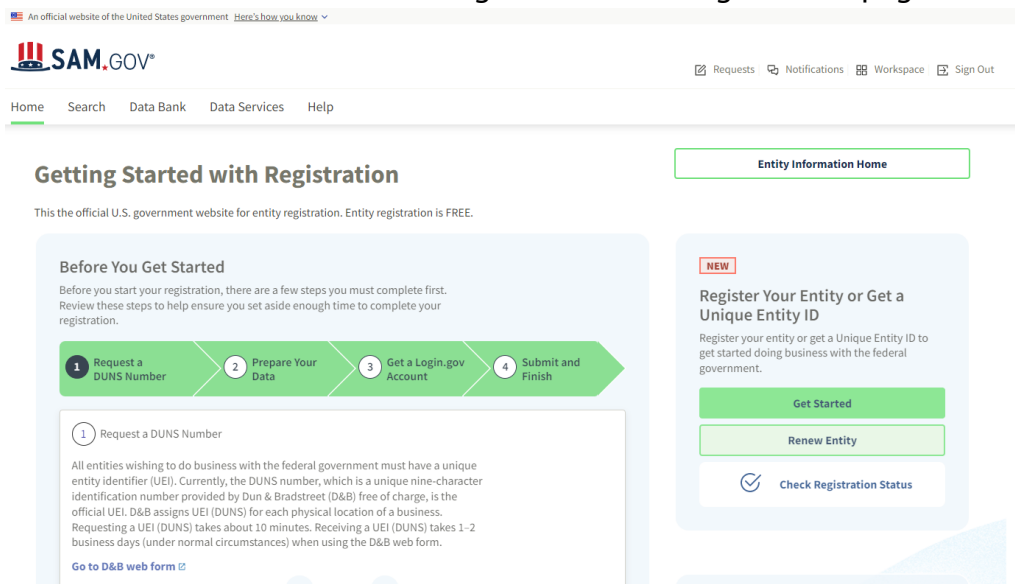 An official website of the United States government Here's how you know
SAM.GOV®
Requests Notifications Workspace Sign Out
Home Search Data Bank Data Services Help
Getting Started with Registration
This the official U.S. government website for entity registration. Entity registration is FREE.
Before You Get Started
Before you start your registration, there are a few steps you must complete first.
Review these steps to help ensure you set aside enough time to complete your
registration.
1 Request a
DUNS Number
2 Prepare Your
Data
3 Get a Login.gov
Account
4 Submit and
Finish
1 Request a DUNS Number
All entities wishing to do business with the federal government must have a unique
entity identifier (UEI). Currently, the DUNS number, which is a unique nine-character
identification number provided by Dun & Bradstreet (D&B) free of charge, is the
official UEI. D&B assigns UEI (DUNS) for each physical location of a business.
Requesting a UEI (DUNS) takes about 10 minutes. Receiving a UEI (DUNS) takes 1–2
business days (under normal circumstances) when using the D&B web form.
Go to D&B web form
Entity Information Home
NEW
Register Your Entity or Get a
Unique Entity ID
Register your entity or get a Unique Entity ID to
get started doing business with the federal
government.
Get Started
Renew Entity
Check Registration Status